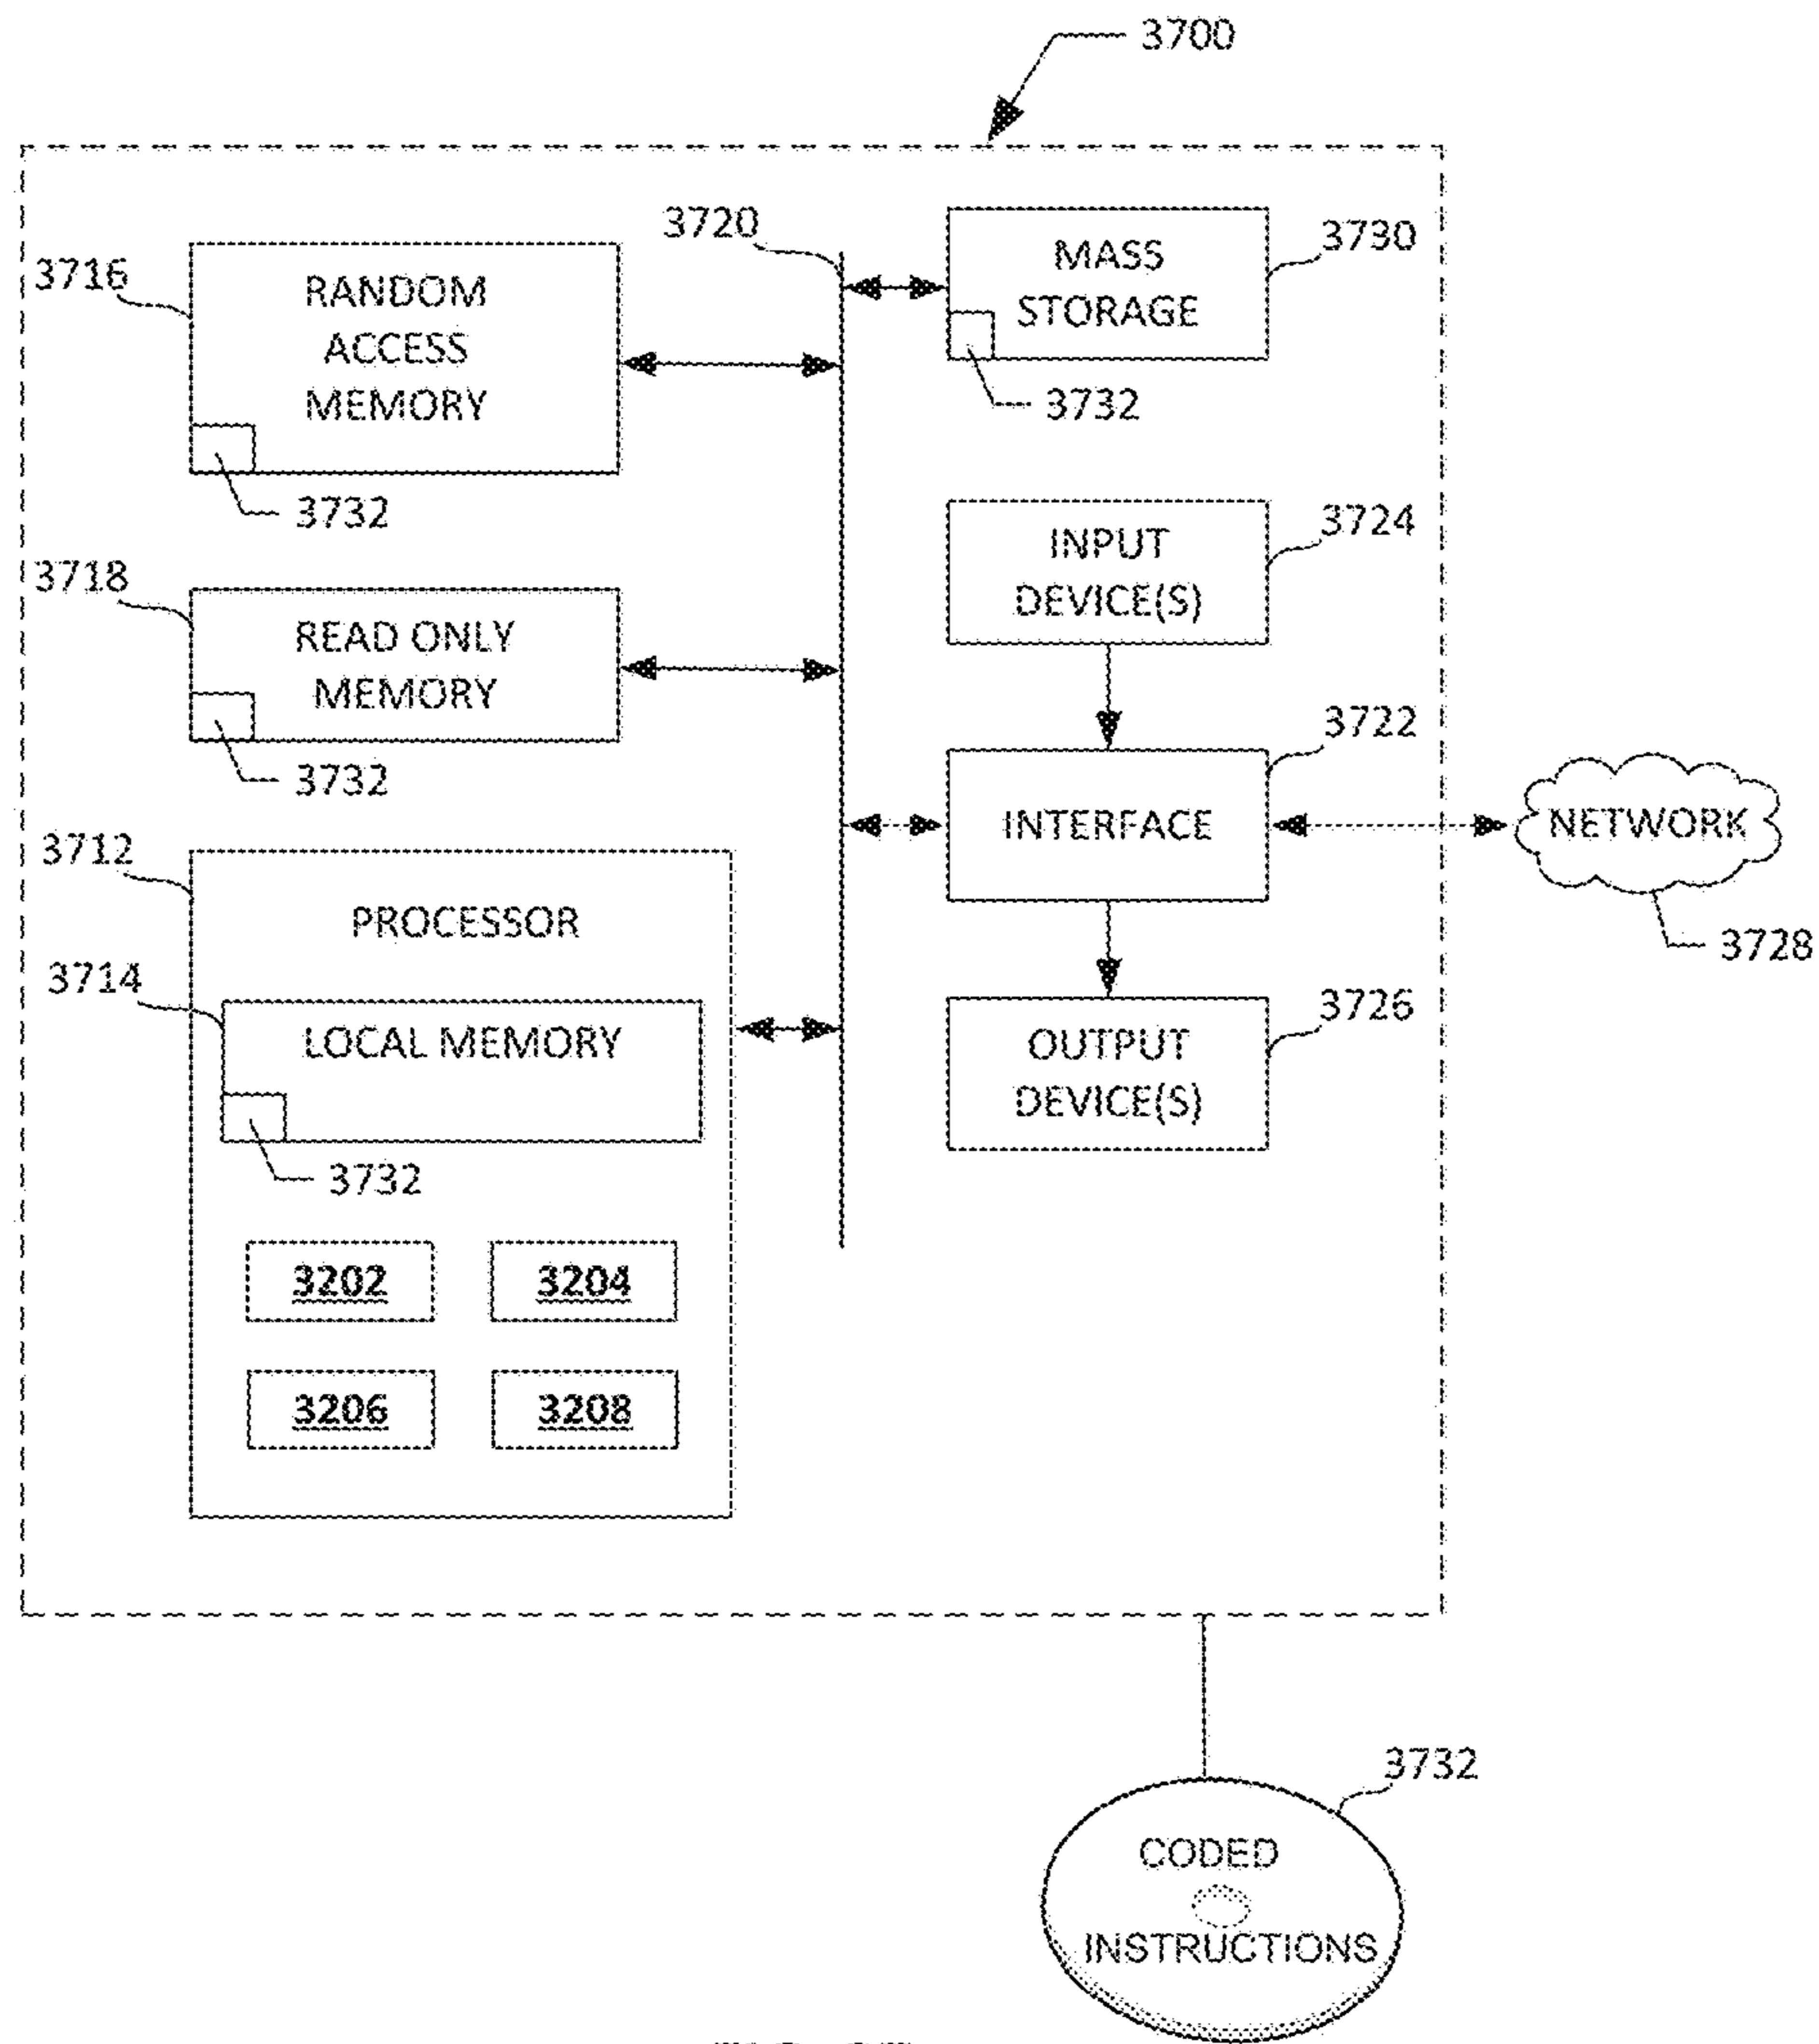 3700
3720
3716
RANDOM
ACCESS
MEMORY
3732
MASS
STORAGE
3730
3732
3718
READ ONLY
MEMORY
3732
INPUT
DEVICE(S)
3724
3722
INTERFACE
NETWORK
3728
3712
PROCESSOR
3714
LOCAL MEMORY
3732
3726
OUTPUT
DEVICE(S)
3202
3204
3206
3208
3732
CODED
INSTRUCTIONS